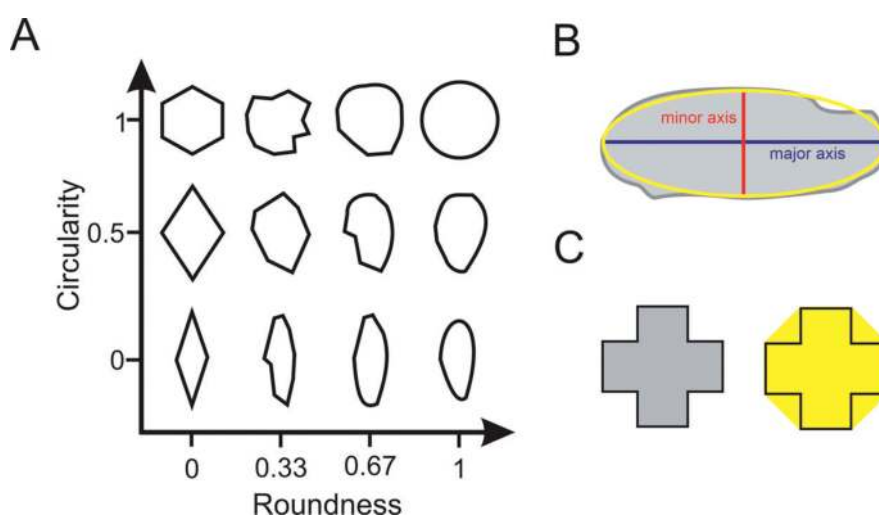 A
Circularity
1
0.5
0
0
0.33
0.67
1
Roundness
B
minor axis
major axis
C